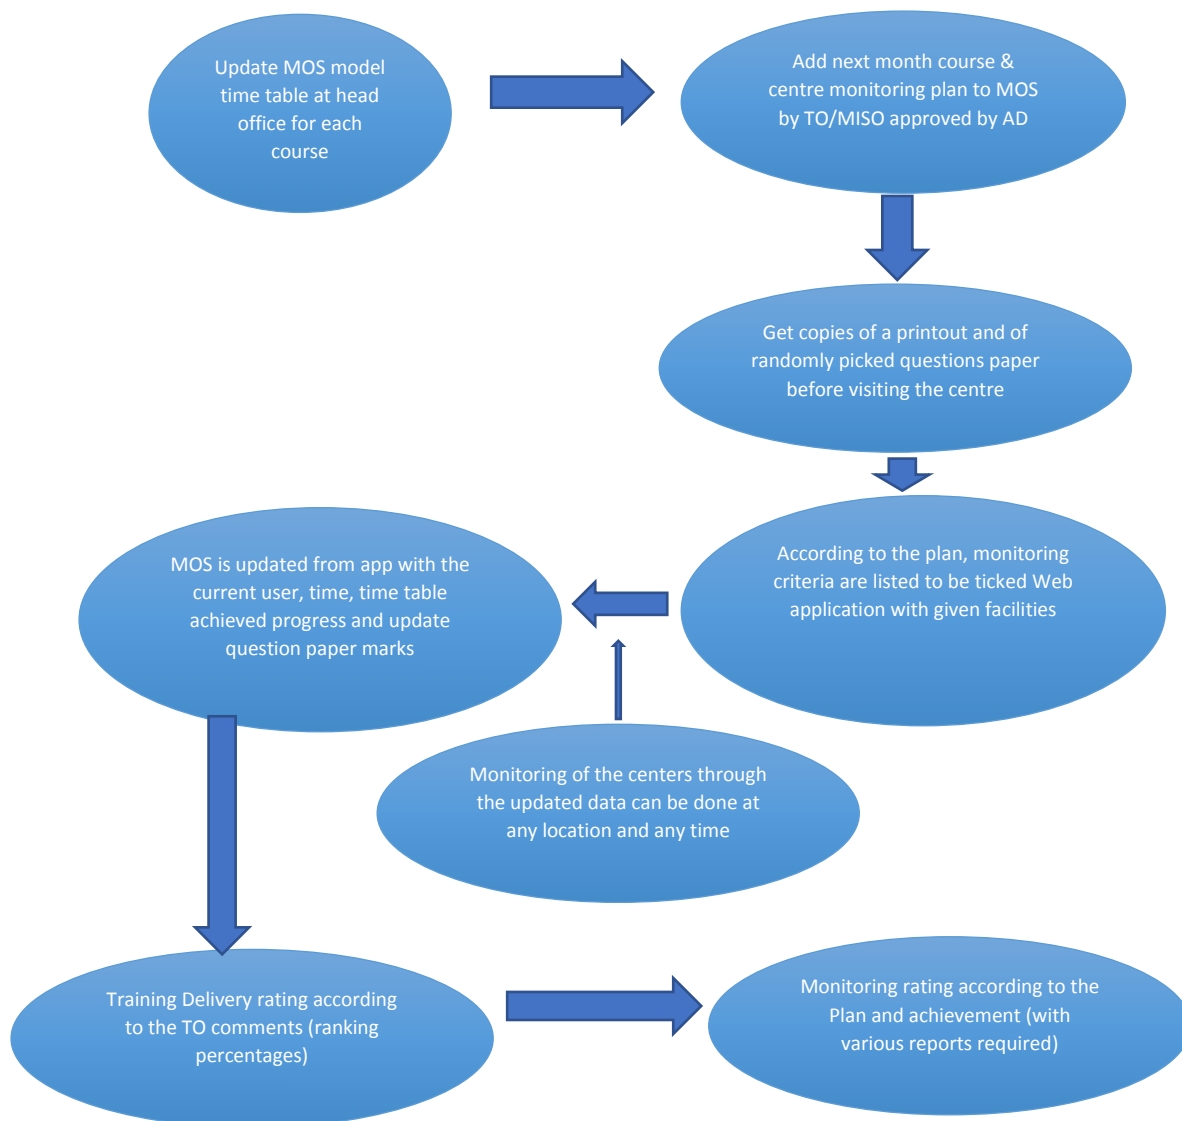 Update MOS model
time table at head
office for each
course
Add next month course &
centre monitoring plan to MOS
by TO/MISO approved by AD
Get copies of a printout and of
randomly picked questions paper
before visiting the centre
According to the plan, monitoring
criteria are listed to be ticked Web
application with given facilities
MOS is updated from app with the
current user, time, time table
achieved progress and update
question paper marks
Monitoring of the centers through
the updated data can be done at
any location and any time
Training Delivery rating according
to the TO comments (ranking
percentages)
Monitoring rating according to the
Plan and achievement (with
various reports required)